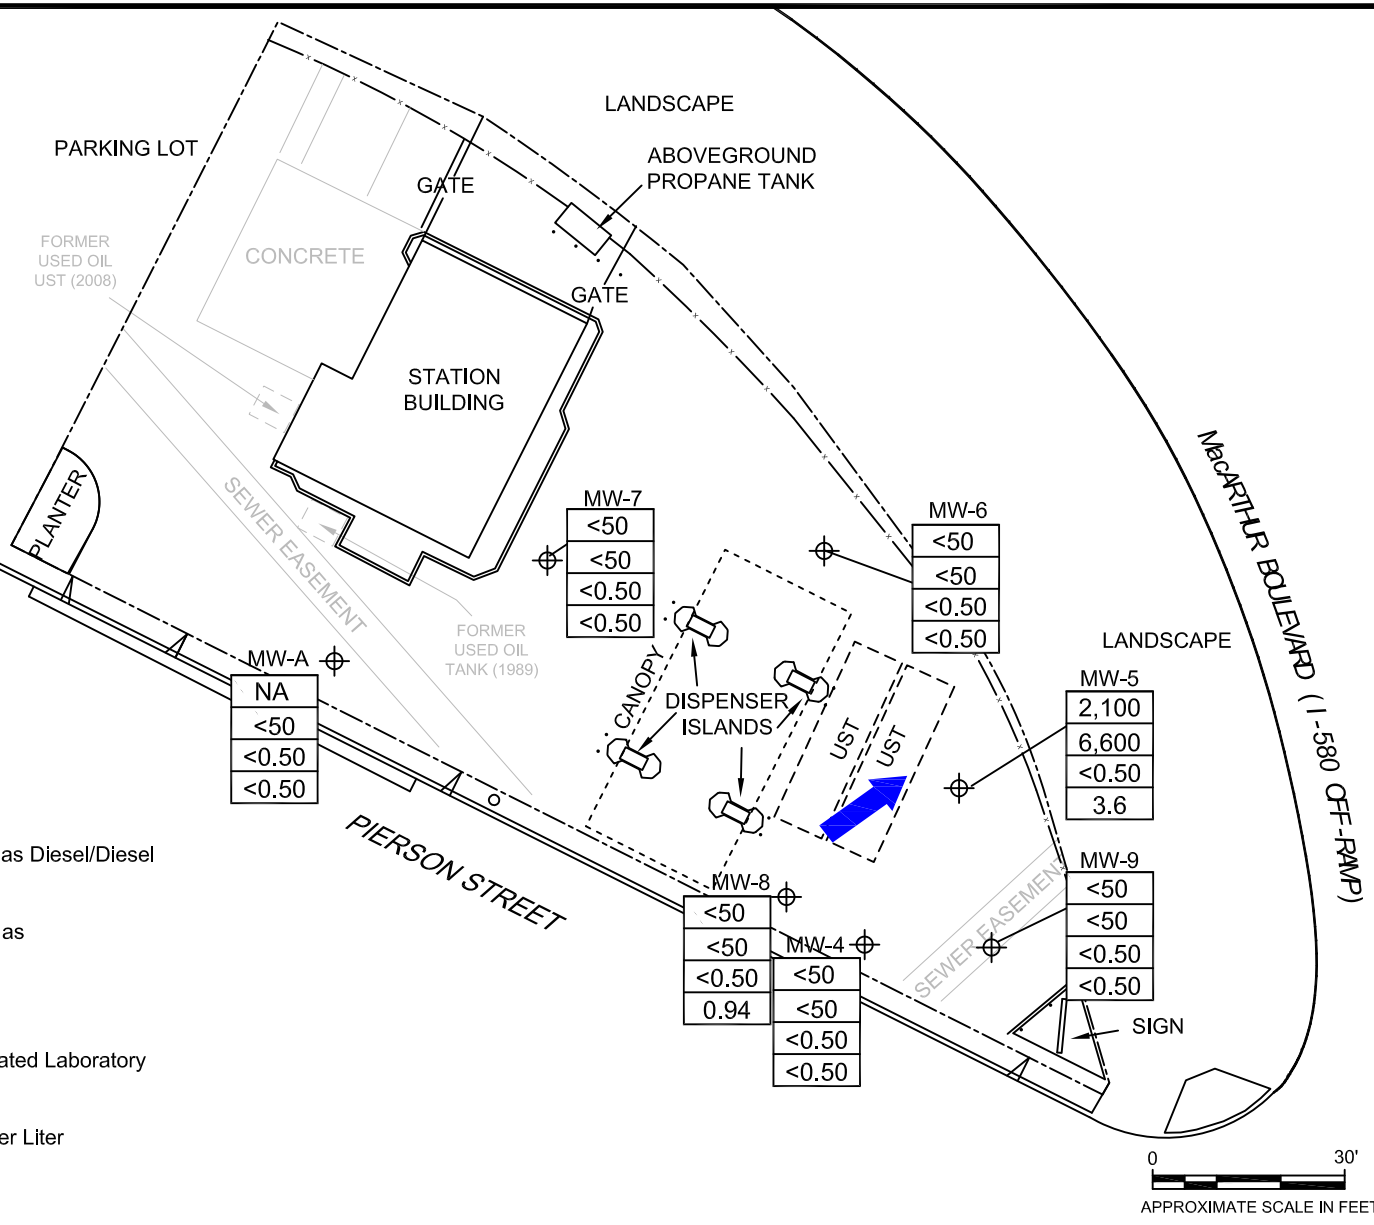 LANDSCAPE
PARKING LOT
ABOVEGROUND
PROPANE TANK
GATE
FORMER
USED OIL
UST (2008)
CONCRETE
GATE
STATION
BUILDING
PLANTER
SEWER EASEMENT
MW-7
<50
<50
<0.50
<0.50
MW-6
<50
<50
<0.50
<0.50
MacARTHUR BOULEVARD (I-580 OFF-RAMP)
FORMER
USED OIL
TANK (1989)
LANDSCAPE
MW-A
NA
<50
<0.50
<0.50
CANOPY
DISPENSER
ISLANDS
UST
UST
MW-5
2,100
6,600
<0.50
3.6
PIERSON STREET
as Diesel/Diesel
MW-8
<50
<50
<0.50
0.94
MW-4
<50
<50
<0.50
<0.50
MW-9
<50
<50
<0.50
<0.50
SEWER EASEMENT
as
SIGN
ated Laboratory
er Liter
0 30'
APPROXIMATE SCALE IN FEET